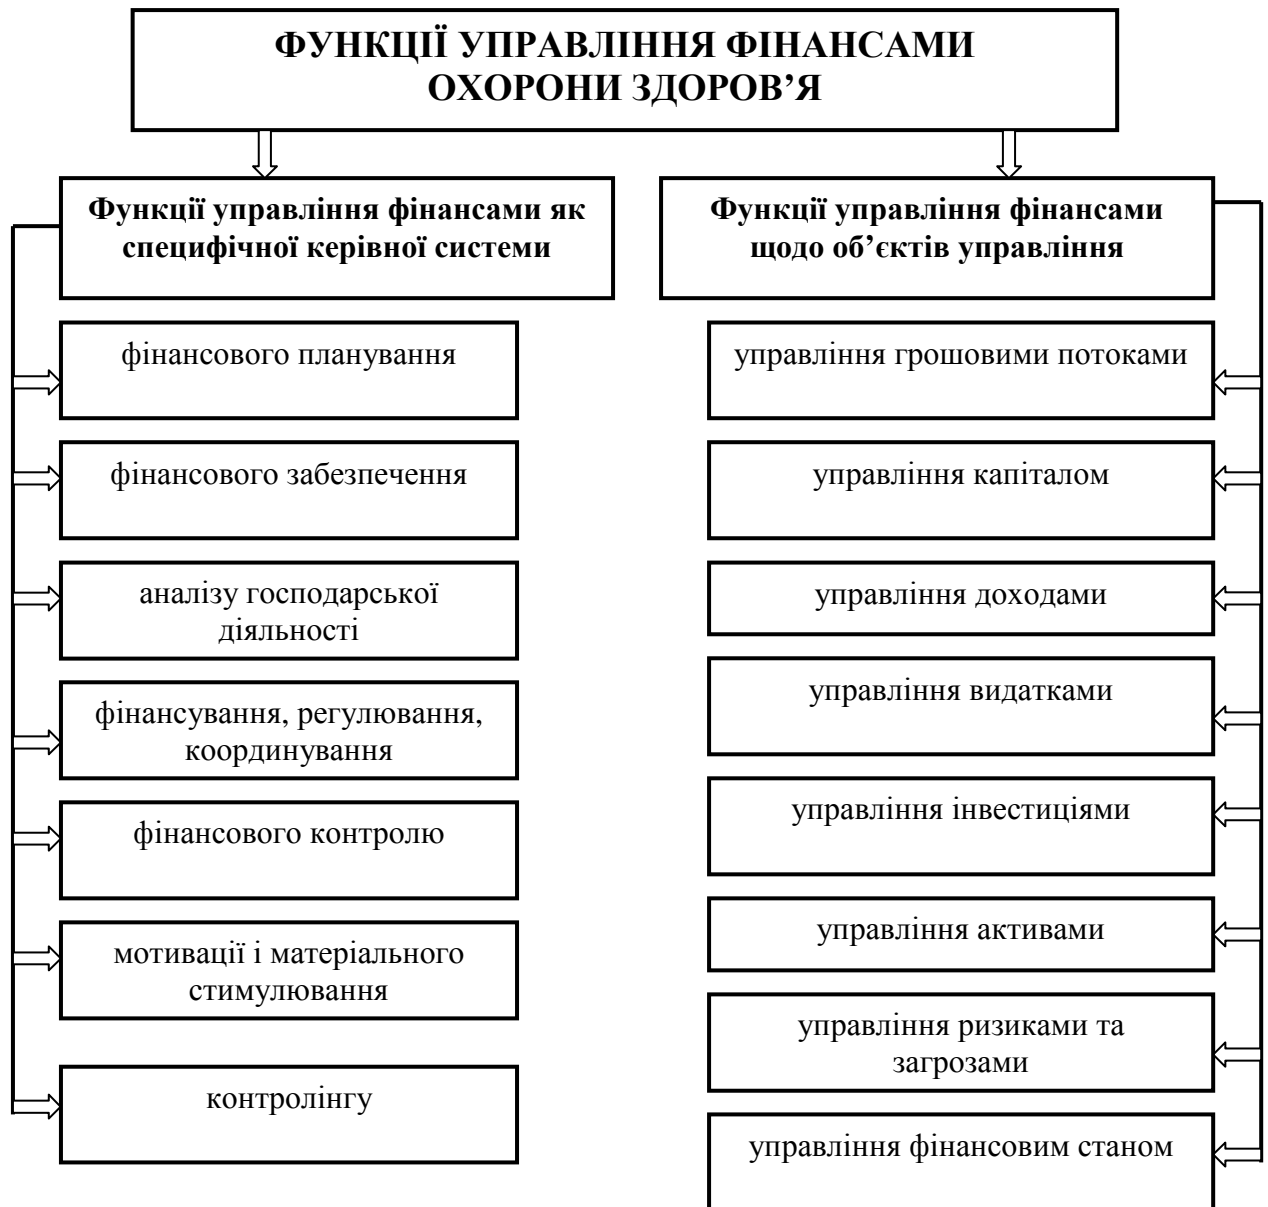 ФУНКЦІЇ УПРАВЛІННЯ ФІНАНСАМИ
ОХОРОНИ ЗДОРОВ’Я
Функції управління фінансами як
специфічної керівної системи
фінансового планування
фінансового забезпечення
аналізу господарської
діяльності
фінансування, регулювання,
координування
фінансового контролю
мотивації і матеріального
стимулювання
контролінгу
Функції управління фінансами
щодо об’єктів управління
управління грошовими потоками
управління капіталом
управління доходами
управління видатками
управління інвестиціями
управління активами
управління ризиками та
загрозами
управління фінансовим станом